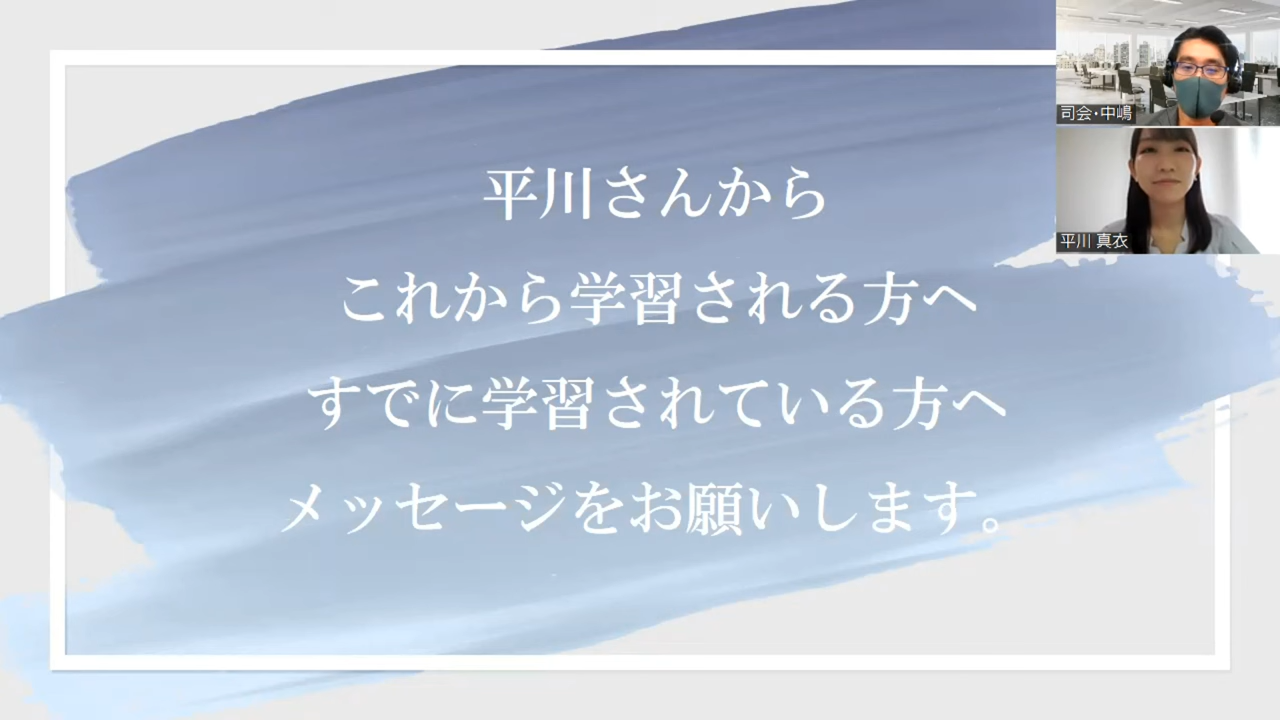 平川さんから
これから学習される方へ
すでに学習されている方へ
メッセージをお願いします。
司会・中嶋
平川 真衣